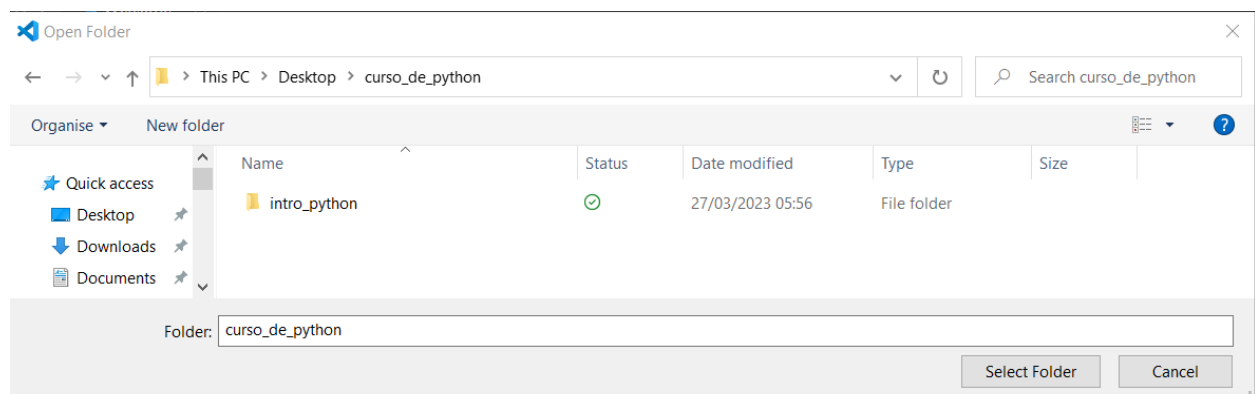 Open Folder
This PC > Desktop > curso_de_python
Search curso_de_python
Organise
New folder
?
Name
Status
Date modified
Type
Size
Quick access
Desktop
Downloads
Documents
intro_python
27/03/2023 05:56
File folder
Folder: curso_de_python
Select Folder
Cancel